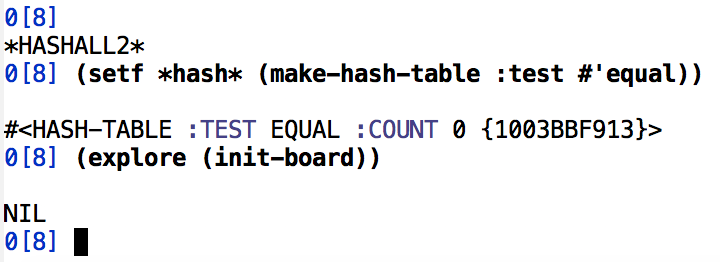 0[8]
*HASHALL2*
0[8] (setf *hash* (make-hash-table :test #'equal))
#<HASH-TABLE :TEST EQUAL :COUNT 0 {1003BBF913}>
0[8] (explore (init-board))
NIL
0[8]